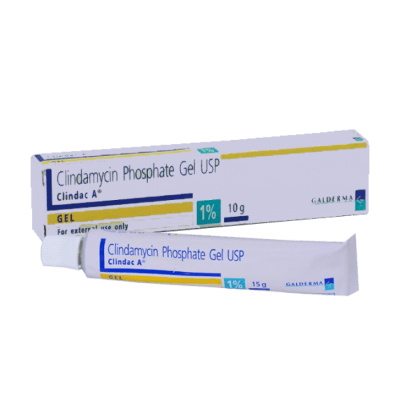 Clindamycin Phosphate Gel USP
Clindac A®
GEL
1% 10 g
For external use only
GALDERMA
Clindamycin Phosphate Gel USP
Clindac A®
GEL
1% 15 g
GALDERMA